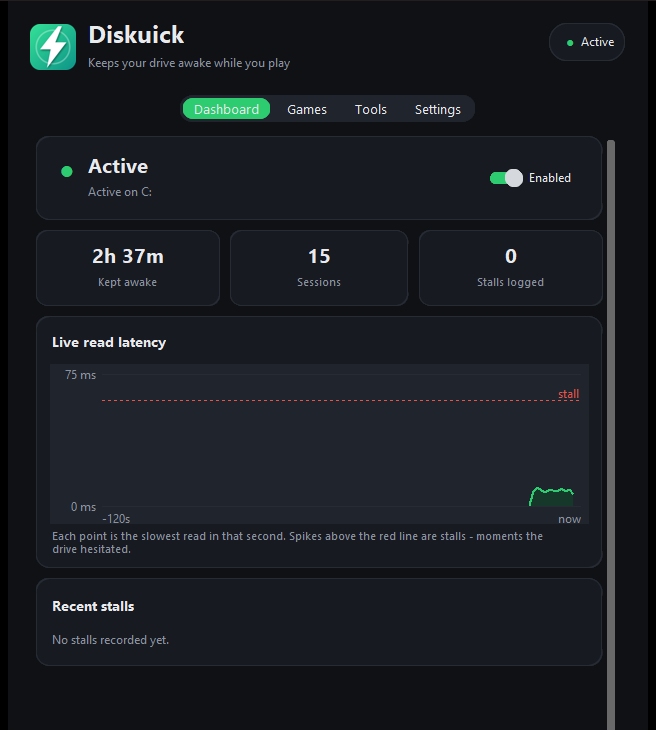 Diskuick
Keeps your drive awake while you play
Active
Dashboard Games Tools Settings
Active
Active on C:
Enabled
2h 37m
Kept awake
15
Sessions
0
Stalls logged
Live read latency
75 ms
stall
0 ms
-120s
now
Each point is the slowest read in that second. Spikes above the red line are stalls - moments the
drive hesitated.
Recent stalls
No stalls recorded yet.